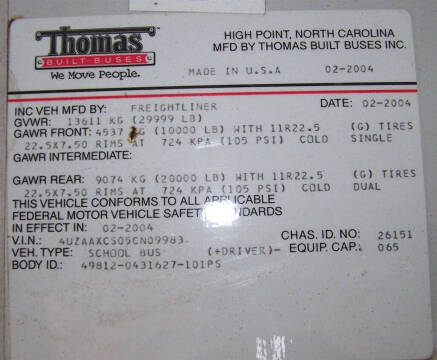 Thomas
BUILT BUSES
We Move People.
HIGH POINT, NORTH CAROLINA
MFD BY THOMAS BUILT BUSES INC.
MADE IN U.S.A 02-2004
INC VEH MFD BY: FREIGHTLINER DATE: 02-2004
GVWR: 13611 KG (29999 LB)
GAWR FRONT: 4537 KG (10000 LB) WITH 11R22.5 (G) TIRES
22.5X7.50 RIMS AT 724 KPA (105 PSI) COLD SINGLE
GAWR INTERMEDIATE:
GAWR REAR: 9074 KG (20000 LB) WITH 11R22.5 (G) TIRES
22.5X7.50 RIMS AT 724 KPA (105 PSI) COLD DUAL
THIS VEHICLE CONFORMS TO ALL APPLICABLE
FEDERAL MOTOR VEHICLE SAFETY STANDARDS
IN EFFECT IN: 02-2004
V.I.N.: 4UZAAXCS05CN09983 CHAS. ID. NO: 26151
VEH. TYPE: SCHOOL BUS (+DRIVER)- EQUIP. CAP.: 065
BODY ID.: 49812-0431627-101PS